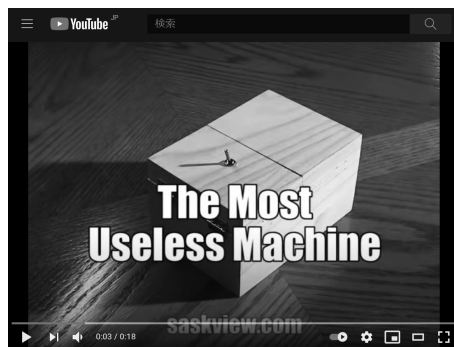 YouTube JP
検索
The Most
Useless Machine
saskview.com
0:03 / 0:18